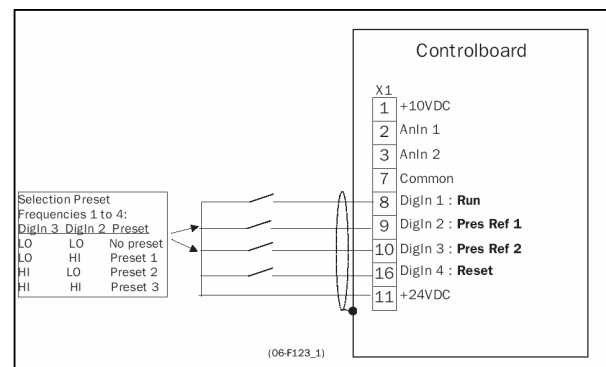 Controlboard
X1
1 +10VDC
2 AnIn 1
3 AnIn 2
7 Common
8 DigIn 1 : Run
9 DigIn 2 : Pres Ref 1
10 DigIn 3 : Pres Ref 2
16 DigIn 4 : Reset
11 +24VDC
Selection Preset
Frequencies 1 to 4:
DigIn 3 DigIn 2 Preset
LO LO No preset
LO HI Preset 1
HI LO Preset 2
HI HI Preset 3
(06-F123_1)